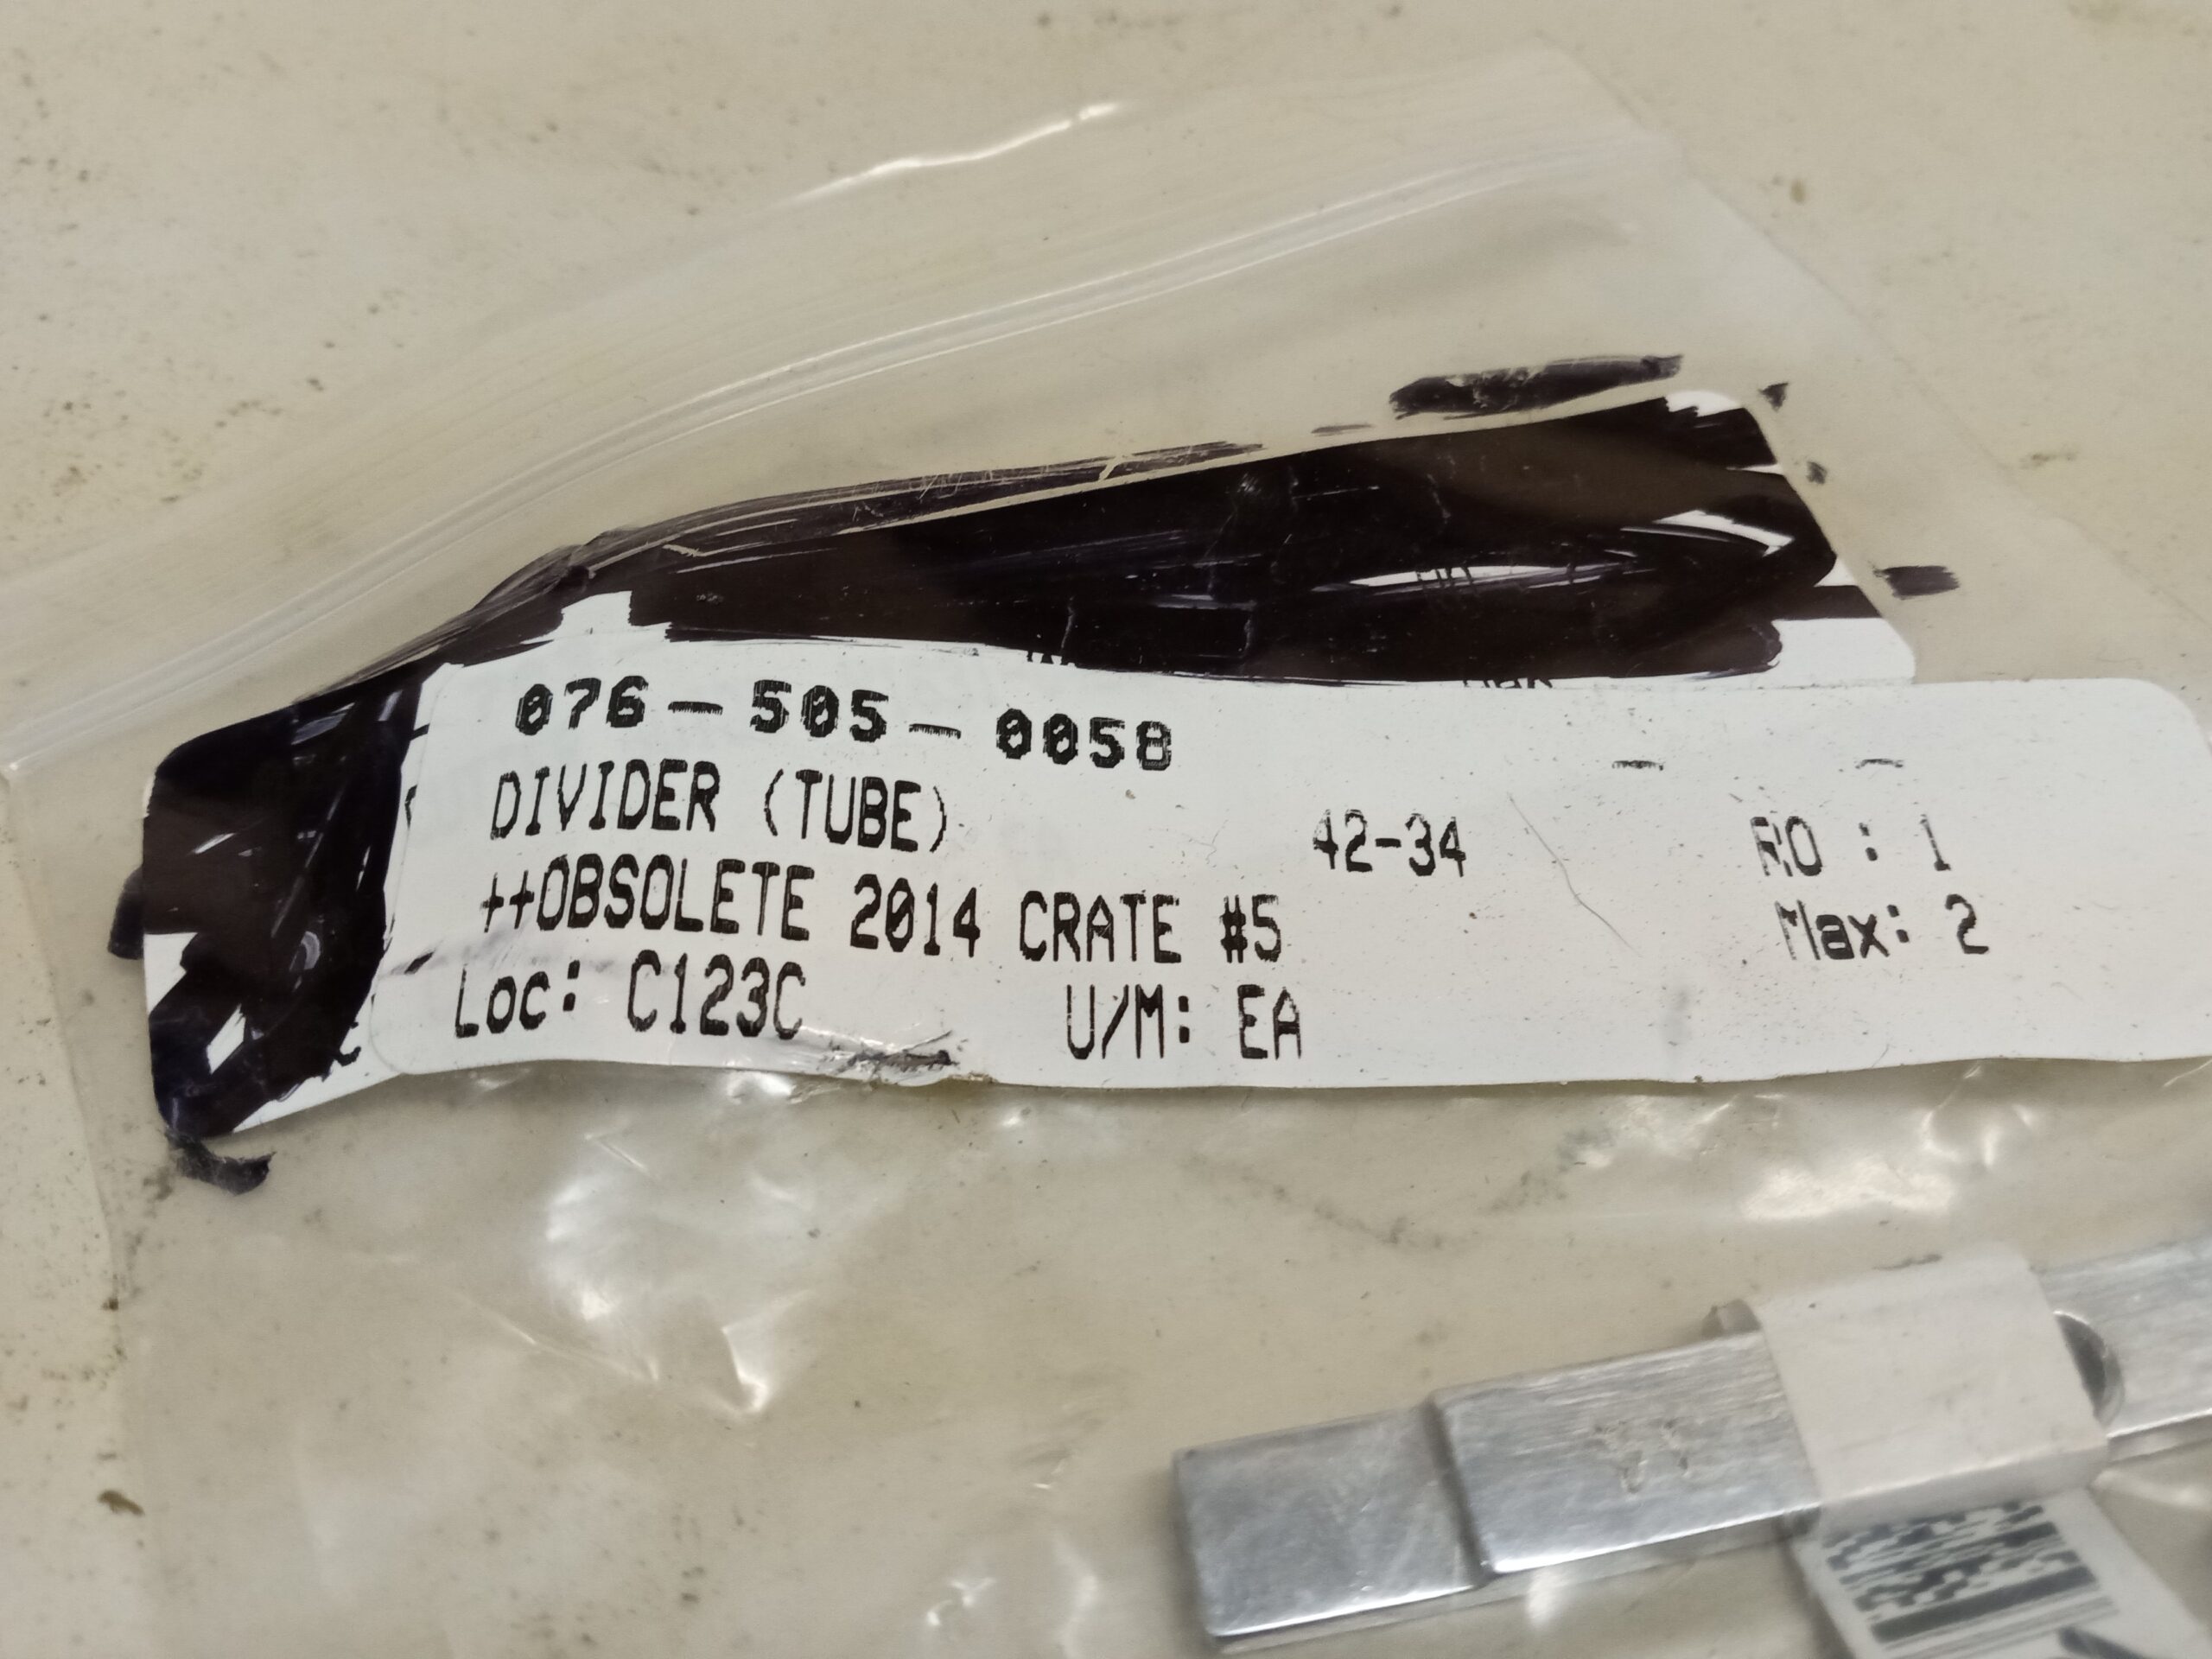 076-505-0058
DIVIDER (TUBE)
42-34
RO : 1
++OBSOLETE 2014 CRATE #5
Max: 2
Loc: C123C
U/M: EA